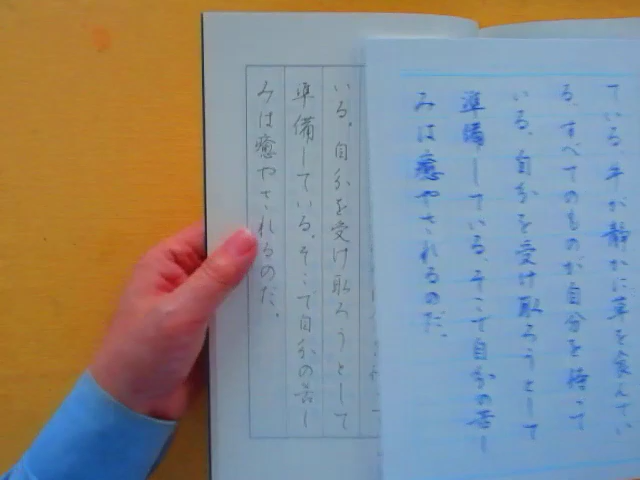 ている。牛が静かに草を食べてい
る。すべてのものが自分を待って
いる。自分を受け取ろうとして
準備している。そこで自分の苦し
みは癒やされるのだ。
いる。自分を受け取ろうとして
準備している。そこで自分の苦し
みは癒やされるのだ。